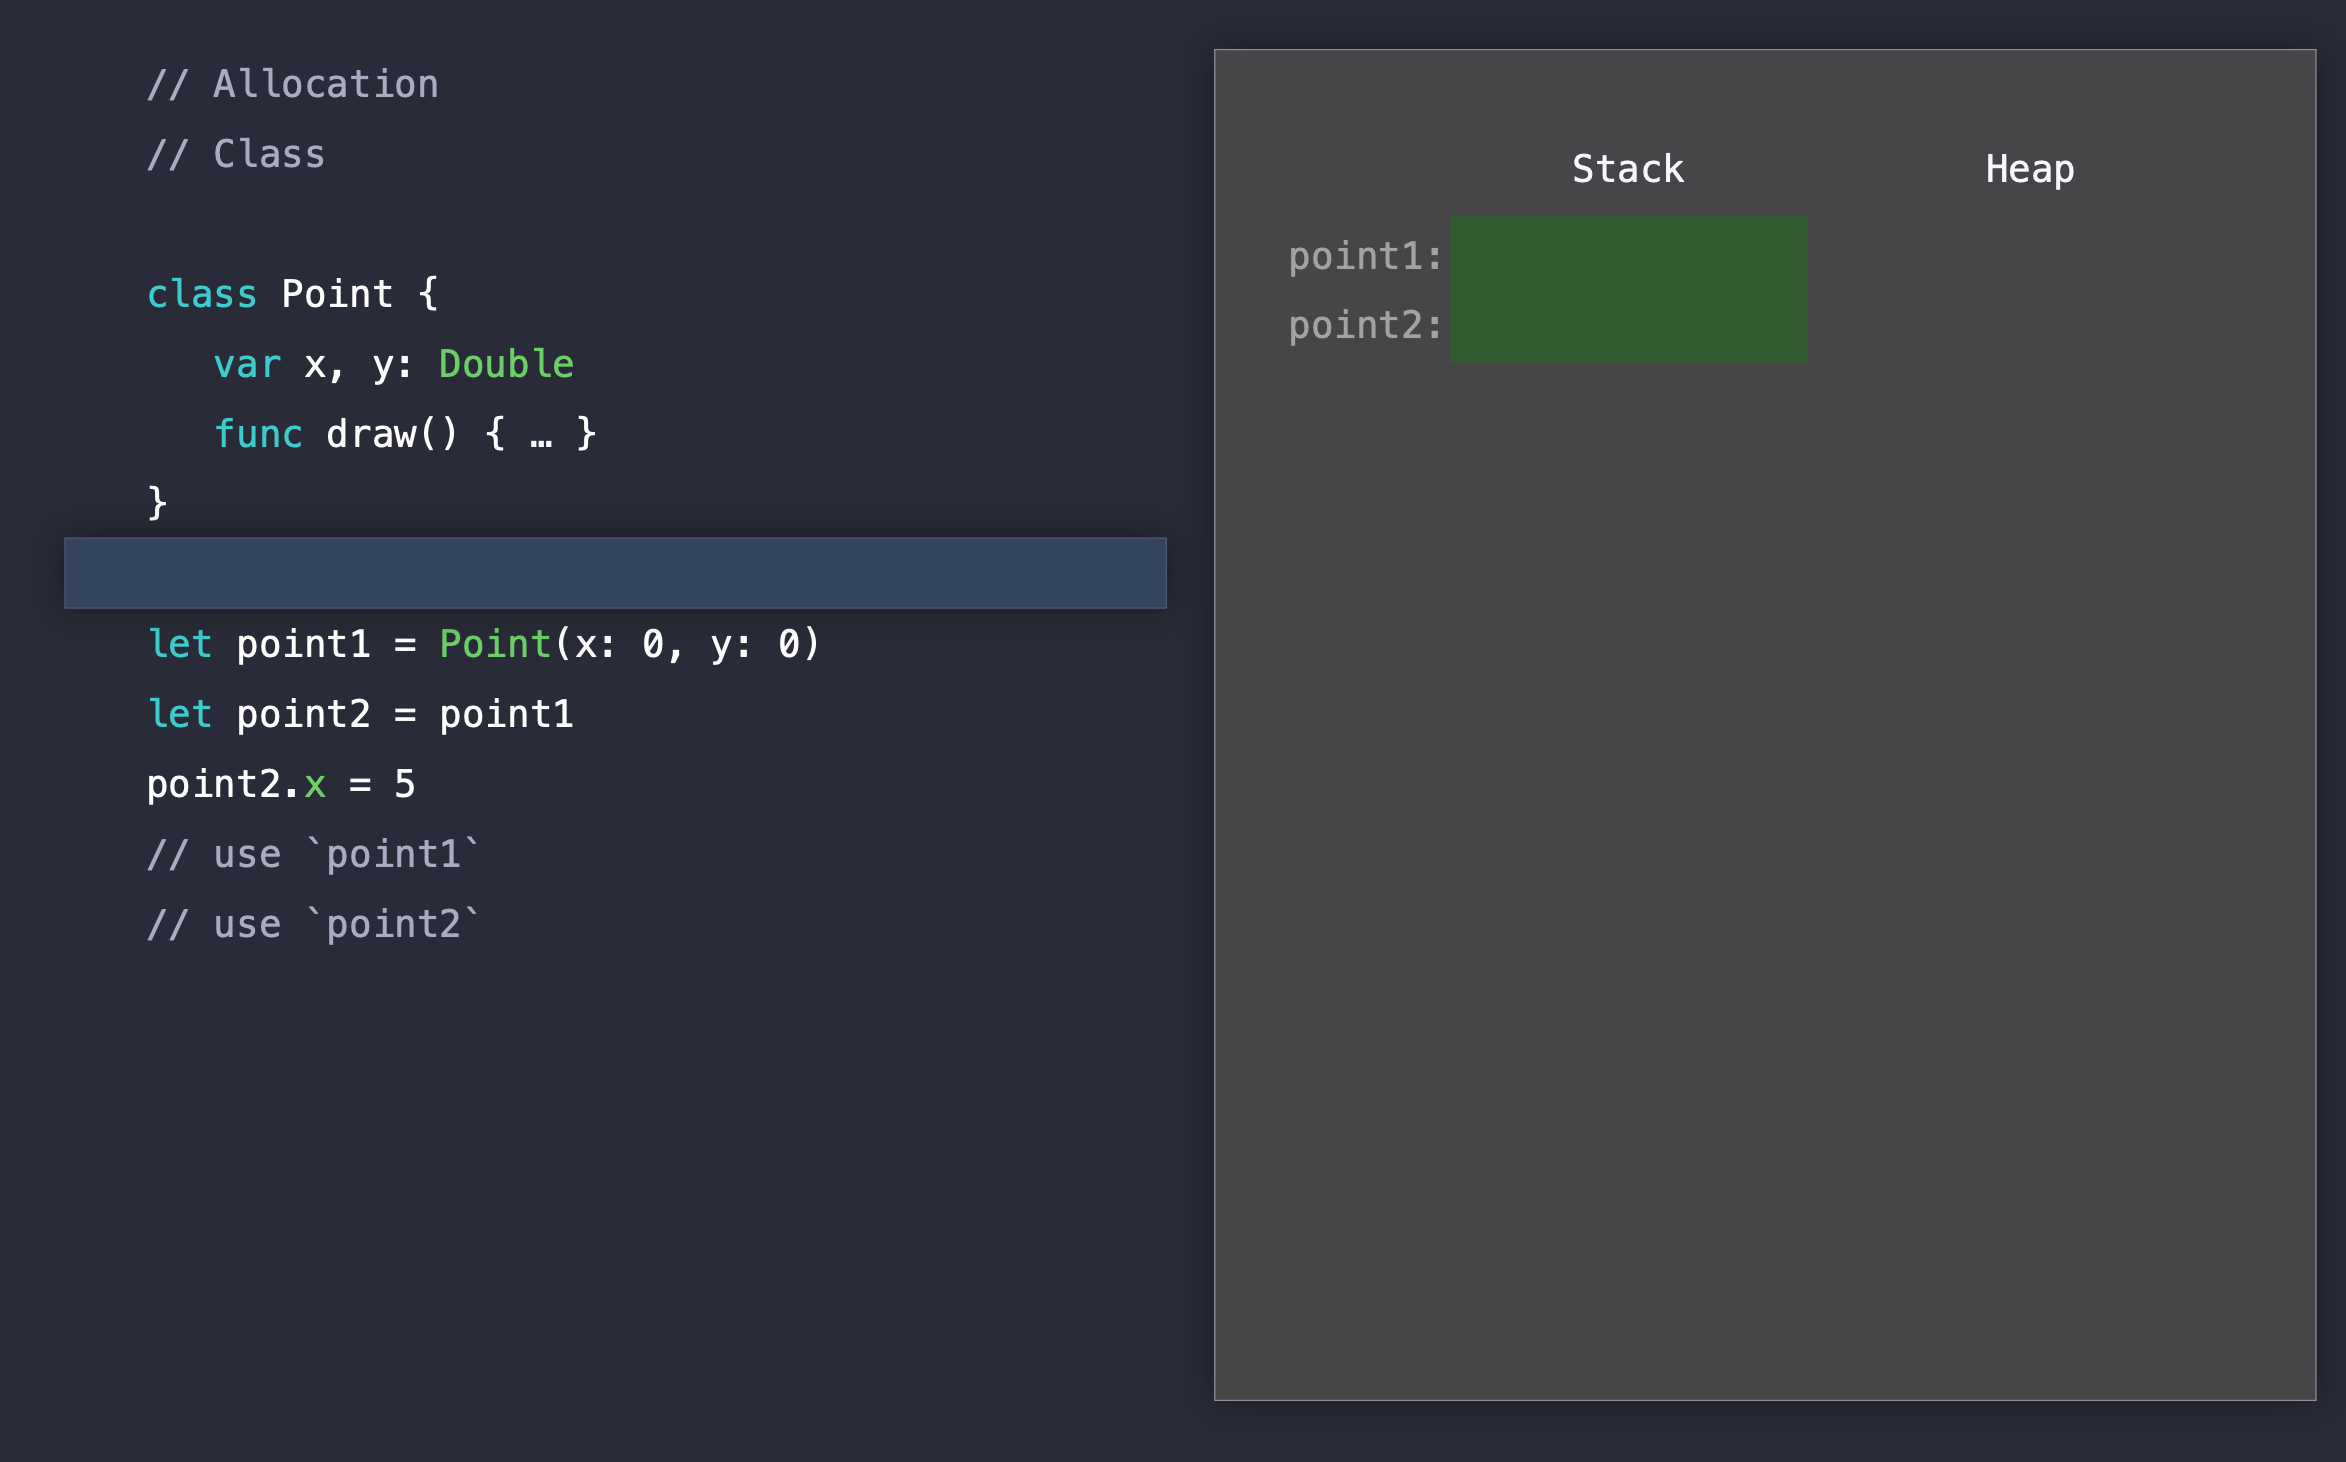 // Allocation
// Class
class Point {
   var x, y: Double
   func draw() { … }
}
let point1 = Point(x: 0, y: 0)
let point2 = point1
point2.x = 5
// use `point1`
// use `point2`
Stack Heap
point1:
point2: